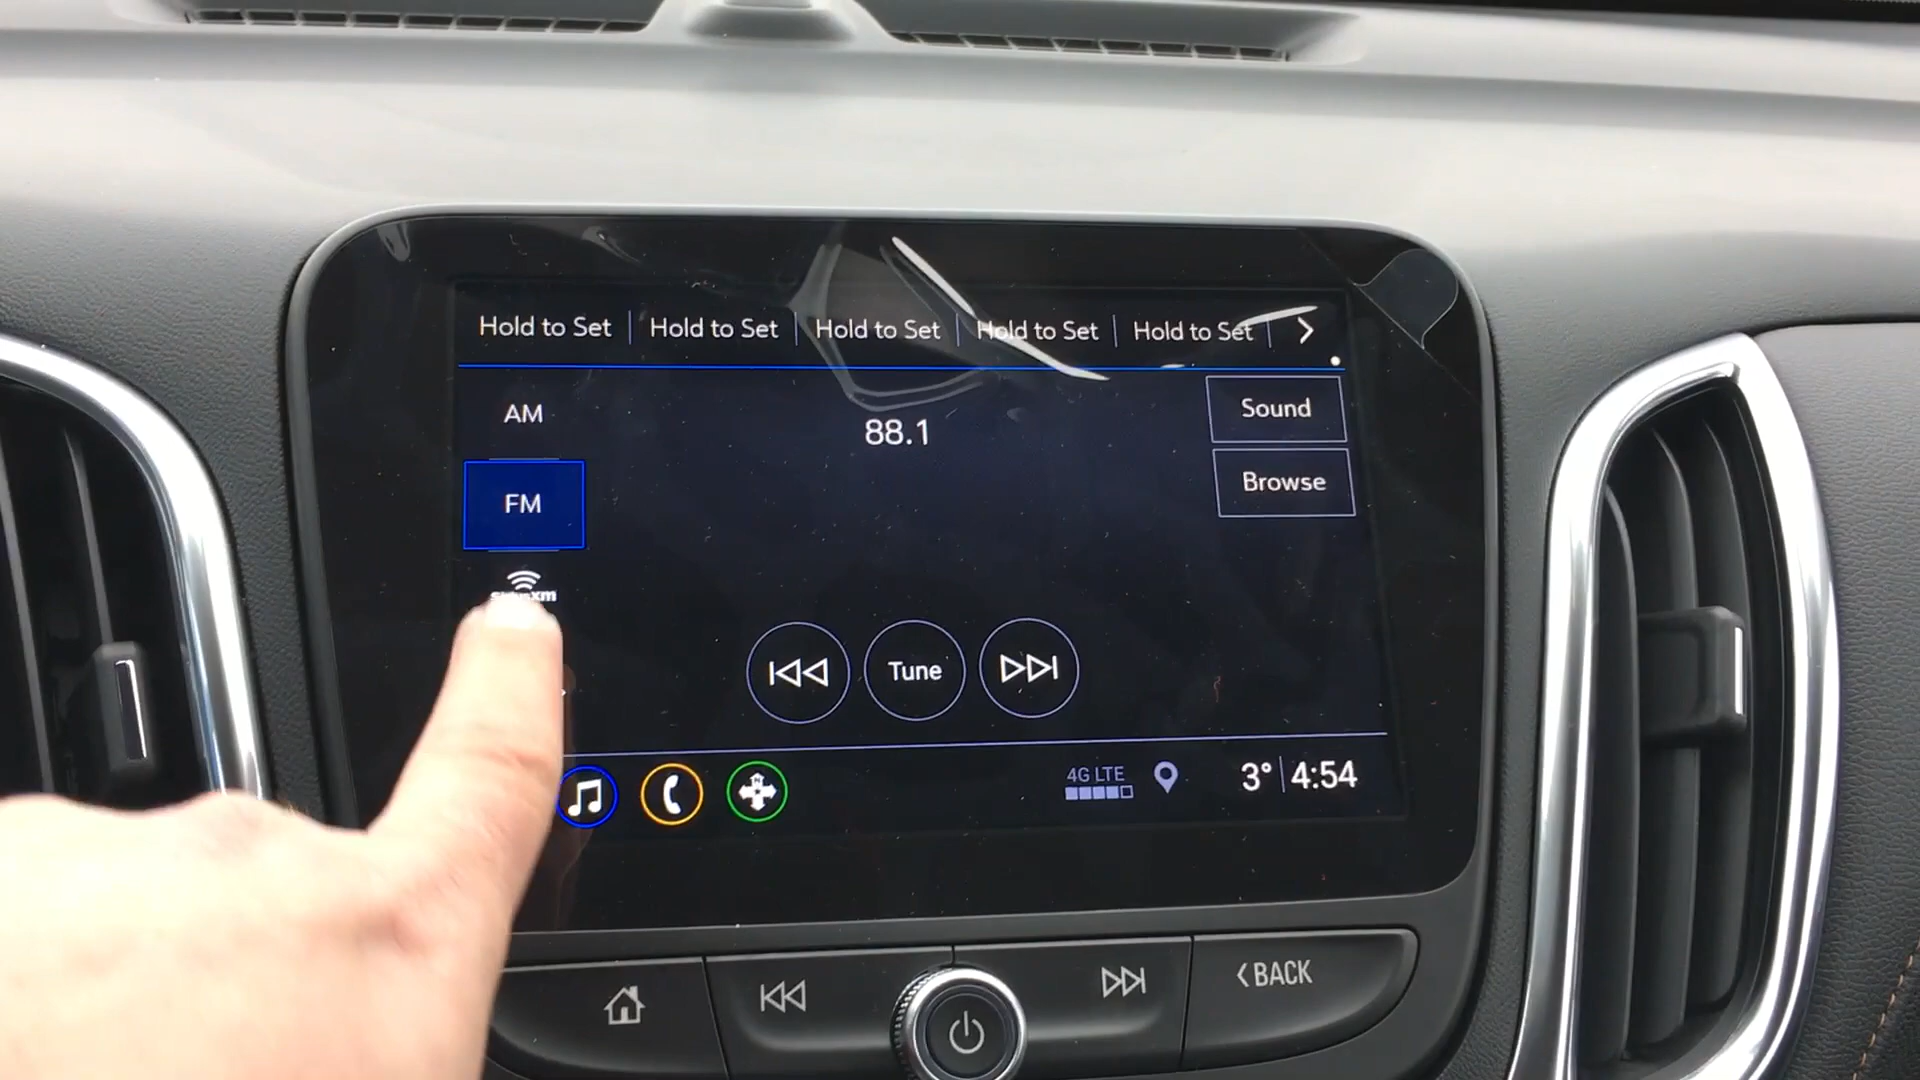 Hold to Set
Hold to Set
Hold to Set
Hold to Set
Hold to Set
AM
88.1
Sound
FM
Browse
Tune
4G LTE
3°
4:54
BACK